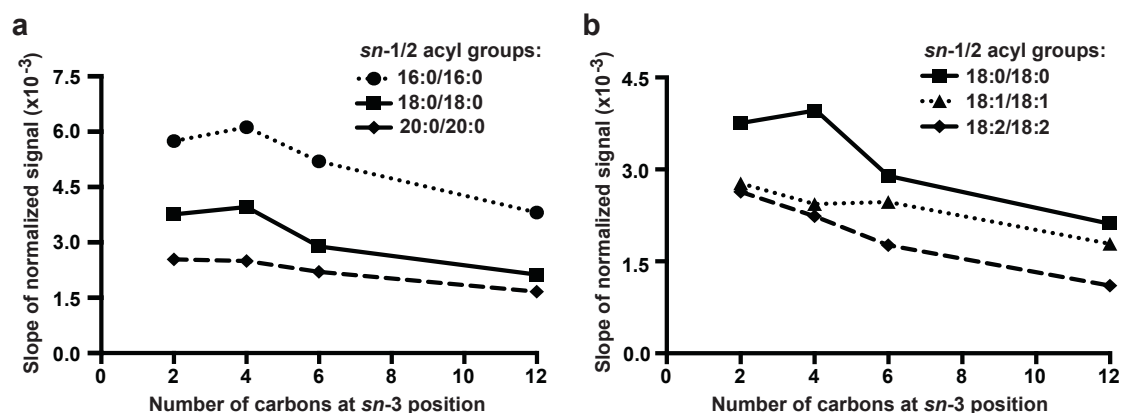 a
sn-1/2 acyl groups:
16:0/16:0
18:0/18:0
20:0/20:0
Slope of normalized signal (x10⁻³)
7.5
6.0
4.5
3.0
1.5
0.0
0 2 4 6 8 10 12
Number of carbons at sn-3 position
b
sn-1/2 acyl groups:
18:0/18:0
18:1/18:1
18:2/18:2
Slope of normalized signal (x10⁻³)
4.5
3.0
1.5
0.0
0 2 4 6 8 10 12
Number of carbons at sn-3 position